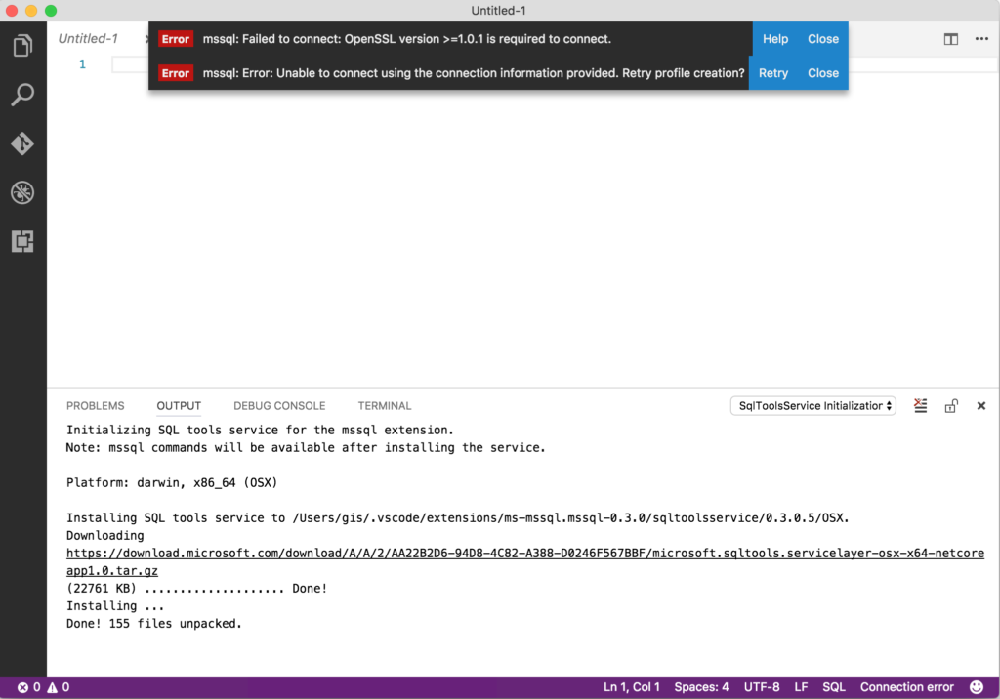 Untitled-1
Untitled-1
Error mssql: Failed to connect: OpenSSL version >=1.0.1 is required to connect. Help Close
Error mssql: Error: Unable to connect using the connection information provided. Retry profile creation? Retry Close
1
PROBLEMS OUTPUT DEBUG CONSOLE TERMINAL SqlToolsService Initialization
Initializing SQL tools service for the mssql extension.
Note: mssql commands will be available after installing the service.
Platform: darwin, x86_64 (OSX)
Installing SQL tools service to /Users/gis/.vscode/extensions/ms-mssql.mssql-0.3.0/sqltoolsservice/0.3.0.5/OSX.
Downloading
https://download.microsoft.com/download/A/A/2/AA22B2D6-94D8-4C82-A388-D0246F567BBF/microsoft.sqltools.servicelayer-osx-x64-netcore
app1.0.tar.gz
(22761 KB) .................... Done!
Installing ...
Done! 155 files unpacked.
0 0 Ln 1, Col 1 Spaces: 4 UTF-8 LF SQL Connection error